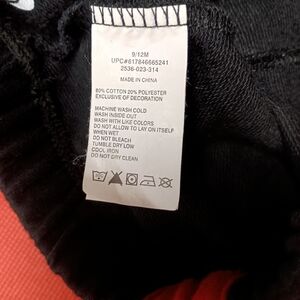 9/12M
UPC#617846665241
2536-023-314
MADE IN CHINA
80% COTTON 20% POLYESTER
EXCLUSIVE OF DECORATION
MACHINE WASH COLD
WASH INSIDE OUT
WASH WITH LIKE COLORS
DO NOT ALLOW TO LAY ON ITSELF
WHEN WET
DO NOT BLEACH
TUMBLE DRY LOW
COOL IRON
DO NOT DRY CLEAN